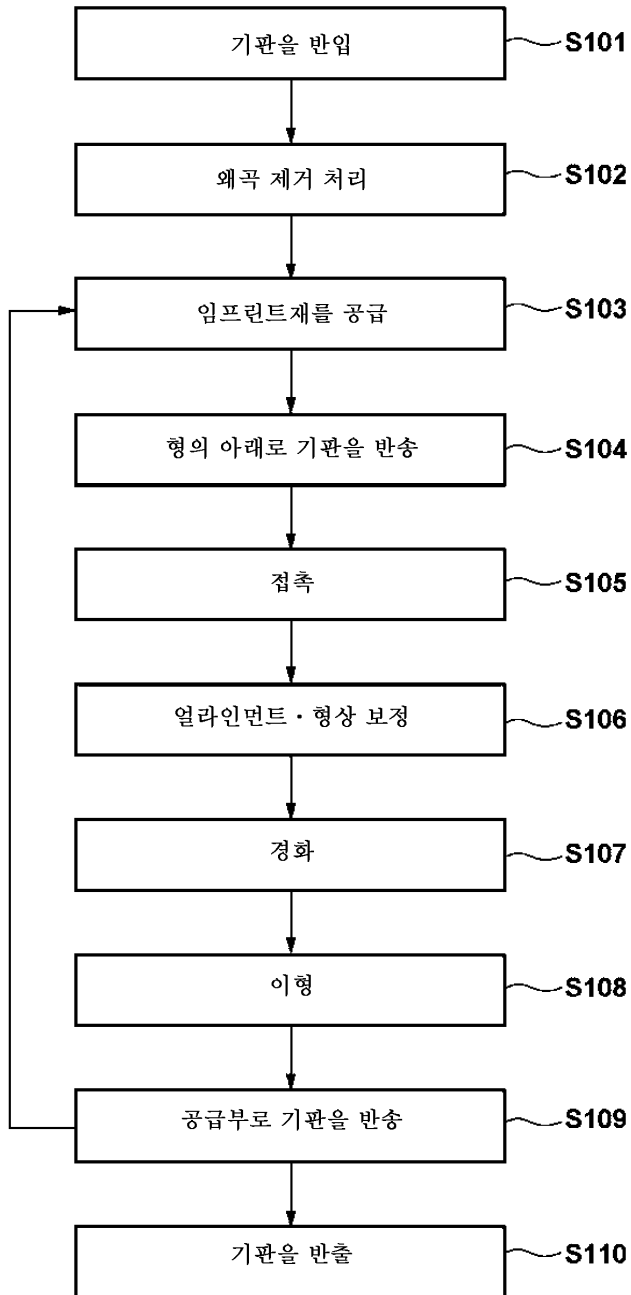 기판을 반입
S101
왜곡 제거 처리
S102
임프린트재를 공급
S103
형의 아래로 기판을 반송
S104
접촉
S105
얼라인먼트·형상 보정
S106
경화
S107
이형
S108
공급부로 기판을 반송
S109
기판을 반출
S110